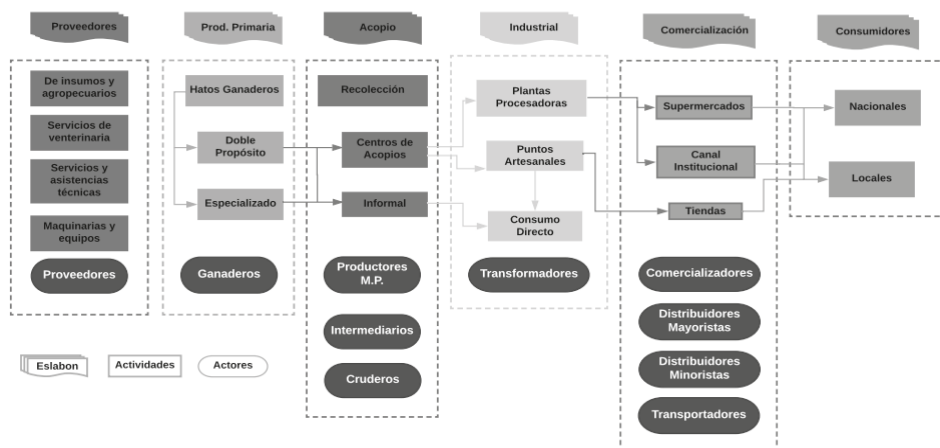 Proveedores
Prod. Primaria
Acopio
Industrial
Comercialización
Consumidores
De insumos y
agropecuarios
Servicios de
venterinaria
Servicios y
asistencias
técnicas
Maquinarias y
equipos
Proveedores
Hatos Ganaderos
Doble
Propósito
Especializado
Ganaderos
Recolección
Centros de
Acopios
Informal
Productores
M.P.
Intermediarios
Cruderos
Plantas
Procesadoras
Puntos
Artesanales
Consumo
Directo
Transformadores
Supermercados
Canal
Institucional
Tiendas
Comercializadores
Distribuidores
Mayoristas
Distribuidores
Minoristas
Transportadores
Nacionales
Locales
Eslabon
Actividades
Actores